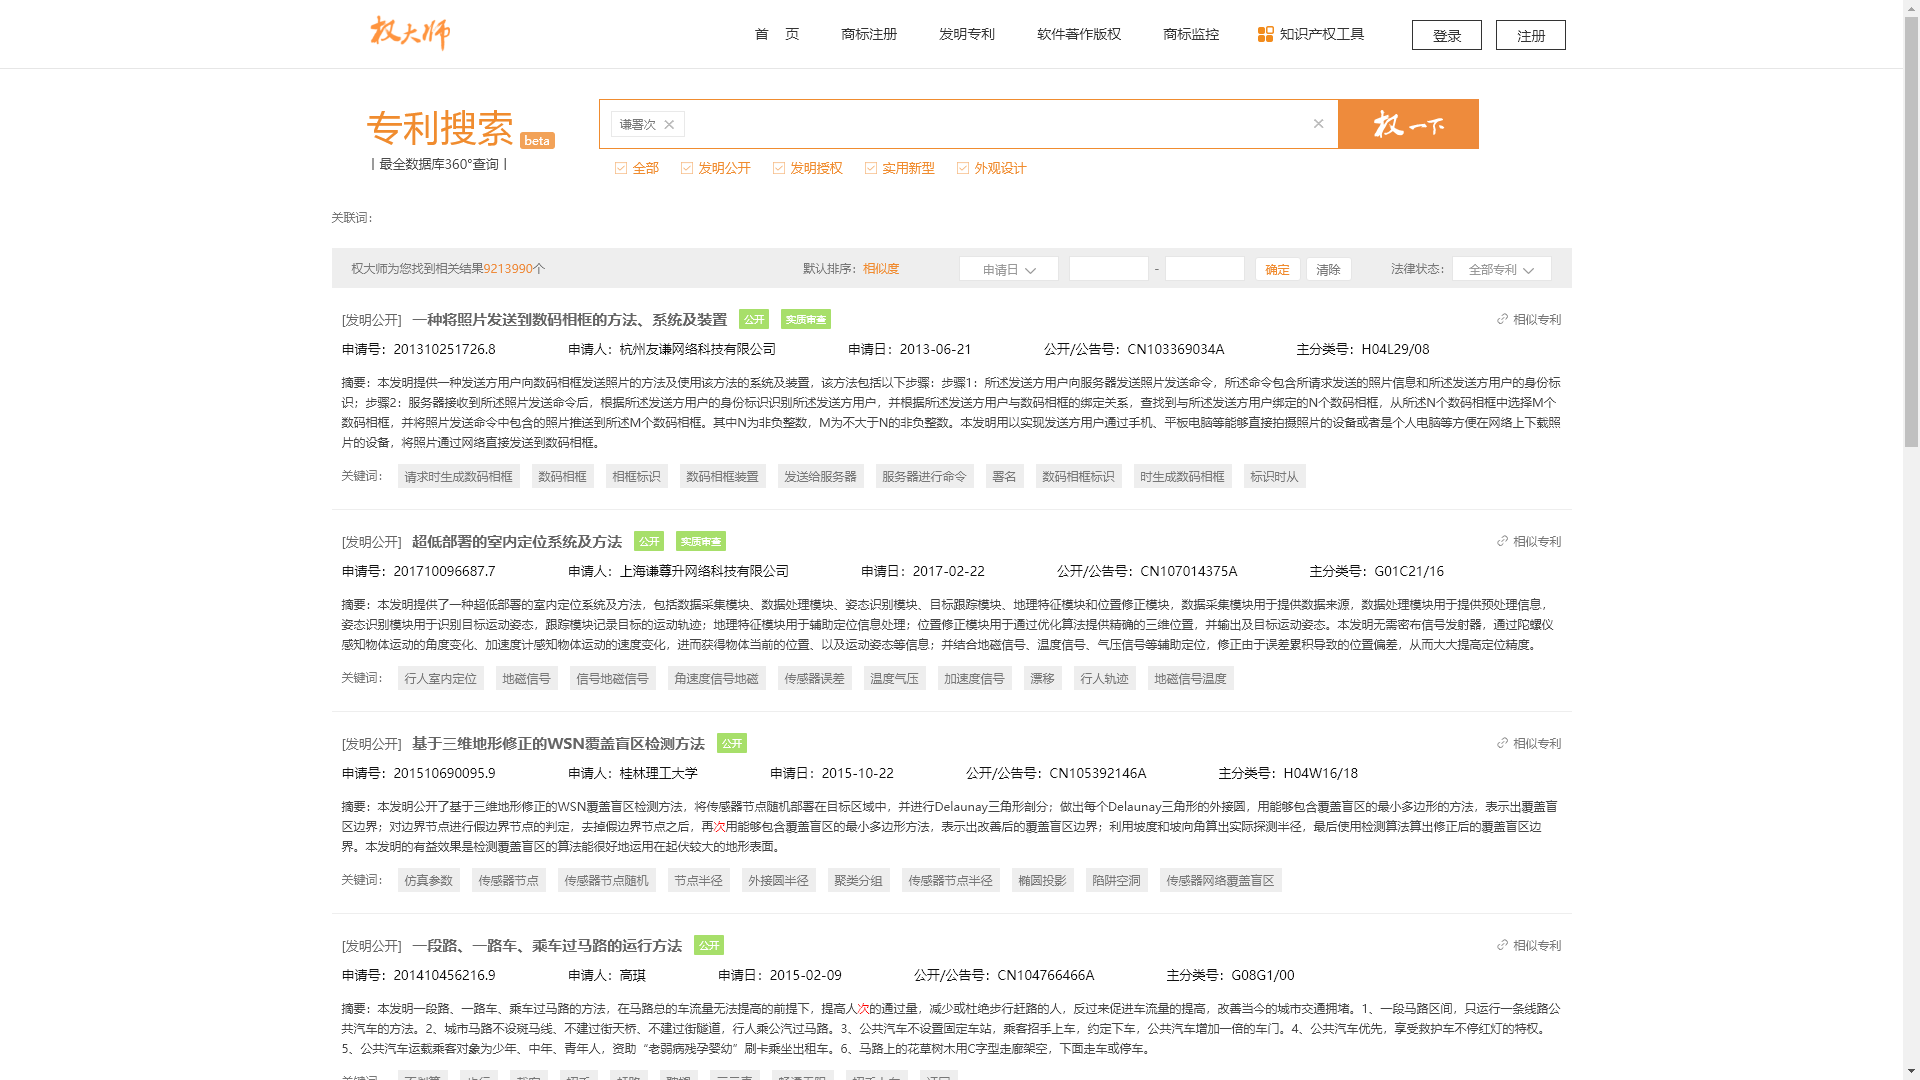 权大师
首 页 商标注册 发明专利 软件著作版权 商标监控 知识产权工具 登录 注册
专利搜索 beta
| 最全数据库360°查询 |
谦署次 × × 权一下
全部 发明公开 发明授权 实用新型 外观设计
关联词：
权大师为您找到相关结果9213990个 默认排序：相似度 申请日 - 确定 清除 法律状态： 全部专利
[发明公开] 一种将照片发送到数码相框的方法、系统及装置 公开 实质审查 相似专利
申请号：201310251726.8 申请人：杭州友谦网络科技有限公司 申请日：2013-06-21 公开/公告号：CN103369034A 主分类号：H04L29/08
摘要：本发明提供一种发送方用户向数码相框发送照片的方法及使用该方法的系统及装置，该方法包括以下步骤：步骤1：所述发送方用户向服务器发送照片发送命令，所述命令包含所请求发送的照片信息和所述发送方用户的身份标
识；步骤2：服务器接收到所述照片发送命令后，根据所述发送方用户的身份标识识别所述发送方用户，并根据所述发送方用户与数码相框的绑定关系，查找到与所述发送方用户绑定的N个数码相框，从所述N个数码相框中选择M个
数码相框，并将照片发送命令中包含的照片推送到所述M个数码相框。其中N为非负整数，M为不大于N的非负整数。本发明用以实现发送方用户通过手机、平板电脑等能够直接拍摄照片的设备或者是个人电脑等方便在网络上下载照
片的设备，将照片通过网络直接发送到数码相框。
关键词： 请求时生成数码相框 数码相框 相框标识 数码相框装置 发送给服务器 服务器进行命令 署名 数码相框标识 时生成数码相框 标识时从
[发明公开] 超低部署的室内定位系统及方法 公开 实质审查 相似专利
申请号：201710096687.7 申请人：上海谦尊升网络科技有限公司 申请日：2017-02-22 公开/公告号：CN107014375A 主分类号：G01C21/16
摘要：本发明提供了一种超低部署的室内定位系统及方法，包括数据采集模块、数据处理模块、姿态识别模块、目标跟踪模块、地理特征模块和位置修正模块，数据采集模块用于提供数据来源，数据处理模块用于提供预处理信息，
姿态识别模块用于识别目标运动姿态，跟踪模块记录目标的运动轨迹；地理特征模块用于辅助定位信息处理；位置修正模块用于通过优化算法提供精确的三维位置，并输出及目标运动姿态。本发明无需密布信号发射器，通过陀螺仪
感知物体运动的角度变化、加速度计感知物体运动的速度变化，进而获得物体当前的位置、以及运动姿态等信息；并结合地磁信号、温度信号、气压信号等辅助定位，修正由于误差累积导致的位置偏差，从而大大提高定位精度。
关键词： 行人室内定位 地磁信号 信号地磁信号 角速度信号地磁 传感器误差 温度气压 加速度信号 漂移 行人轨迹 地磁信号温度
[发明公开] 基于三维地形修正的WSN覆盖盲区检测方法 公开 相似专利
申请号：201510690095.9 申请人：桂林理工大学 申请日：2015-10-22 公开/公告号：CN105392146A 主分类号：H04W16/18
摘要：本发明公开了基于三维地形修正的WSN覆盖盲区检测方法，将传感器节点随机部署在目标区域中，并进行Delaunay三角形剖分；做出每个Delaunay三角形的外接圆，用能够包含覆盖盲区的最小多边形的方法，表示出覆盖盲
区边界；对边界节点进行假边界节点的判定，去掉假边界节点之后，再次用能够包含覆盖盲区的最小多边形方法，表示出改善后的覆盖盲区边界；利用坡度和坡向角算出实际探测半径，最后使用检测算法算出修正后的覆盖盲区边
界。本发明的有益效果是检测覆盖盲区的算法能很好地运用在起伏较大的地形表面。
关键词： 仿真参数 传感器节点 传感器节点随机 节点半径 外接圆半径 聚类分组 传感器节点半径 椭圆投影 陷阱空洞 传感器网络覆盖盲区
[发明公开] 一段路、一路车、乘车过马路的运行方法 公开 相似专利
申请号：201410456216.9 申请人：高琪 申请日：2015-02-09 公开/公告号：CN104766466A 主分类号：G08G1/00
摘要：本发明一段路、一路车、乘车过马路的方法，在马路总的车流量无法提高的前提下，提高人次的通过量，减少或杜绝步行赶路的人，反过来促进车流量的提高，改善当今的城市交通拥堵。1、一段马路区间，只运行一条线路公
共汽车的方法。2、城市马路不设斑马线、不建过街天桥、不建过街隧道，行人乘公汽过马路。3、公共汽车不设置固定车站，乘客招手上车，约定下车，公共汽车增加一倍的车门。4、公共汽车优先，享受救护车不停红灯的特权。
5、公共汽车运载乘客对象为少年、中年、青年人，资助“老弱病残孕婴幼”刷卡乘坐出租车。6、马路上的花草树木用C字型走廊架空，下面走车或停车。